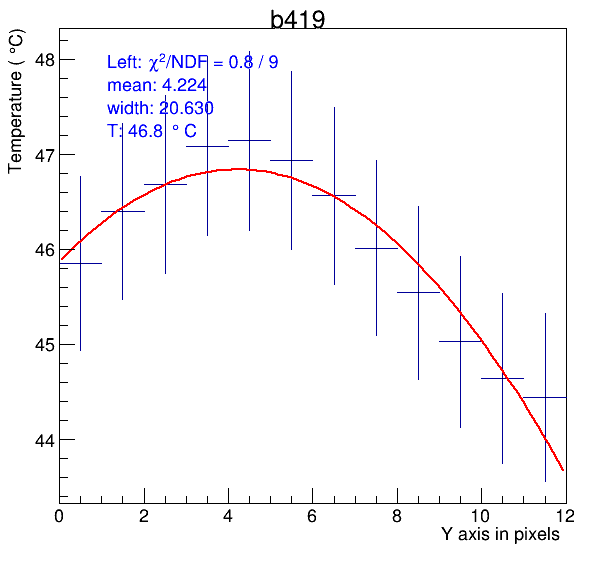 b419
Left: χ²/NDF = 0.8 / 9
mean: 4.224
width: 20.630
T: 46.8 ° C
Temperature ( °C)
48
47
46
45
44
0 2 4 6 8 10 12
Y axis in pixels